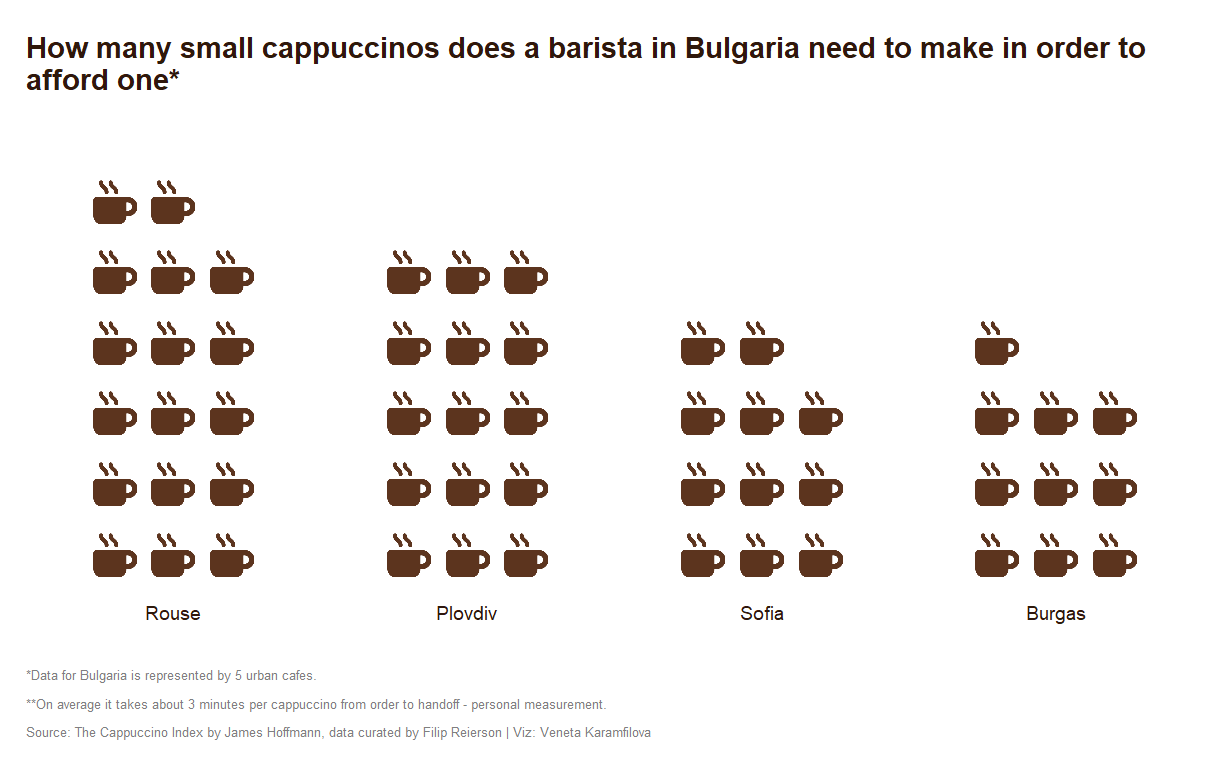 How many small cappuccinos does a barista in Bulgaria need to make in order to
afford one*
Rouse
Plovdiv
Sofia
Burgas
*Data for Bulgaria is represented by 5 urban cafes.
**On average it takes about 3 minutes per cappuccino from order to handoff - personal measurement.
Source: The Cappuccino Index by James Hoffmann, data curated by Filip Reierson | Viz: Veneta Karamfilova